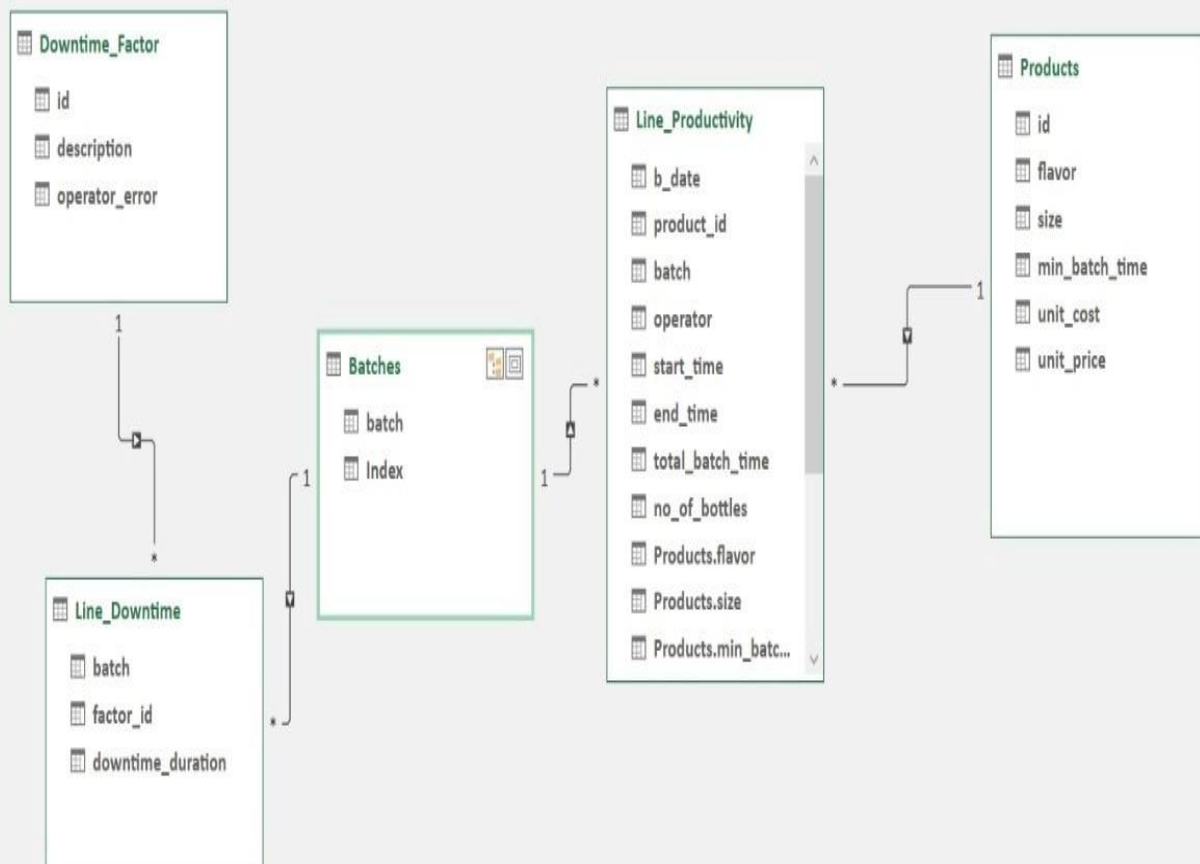 Downtime_Factor
id
description
operator_error
1
*
Line_Downtime
batch
factor_id
downtime_duration
*
1
Batches
batch
Index
1
*
Line_Productivity
b_date
product_id
batch
operator
start_time
end_time
total_batch_time
no_of_bottles
Products.flavor
Products.size
Products.min_batc...
*
1
Products
id
flavor
size
min_batch_time
unit_cost
unit_price